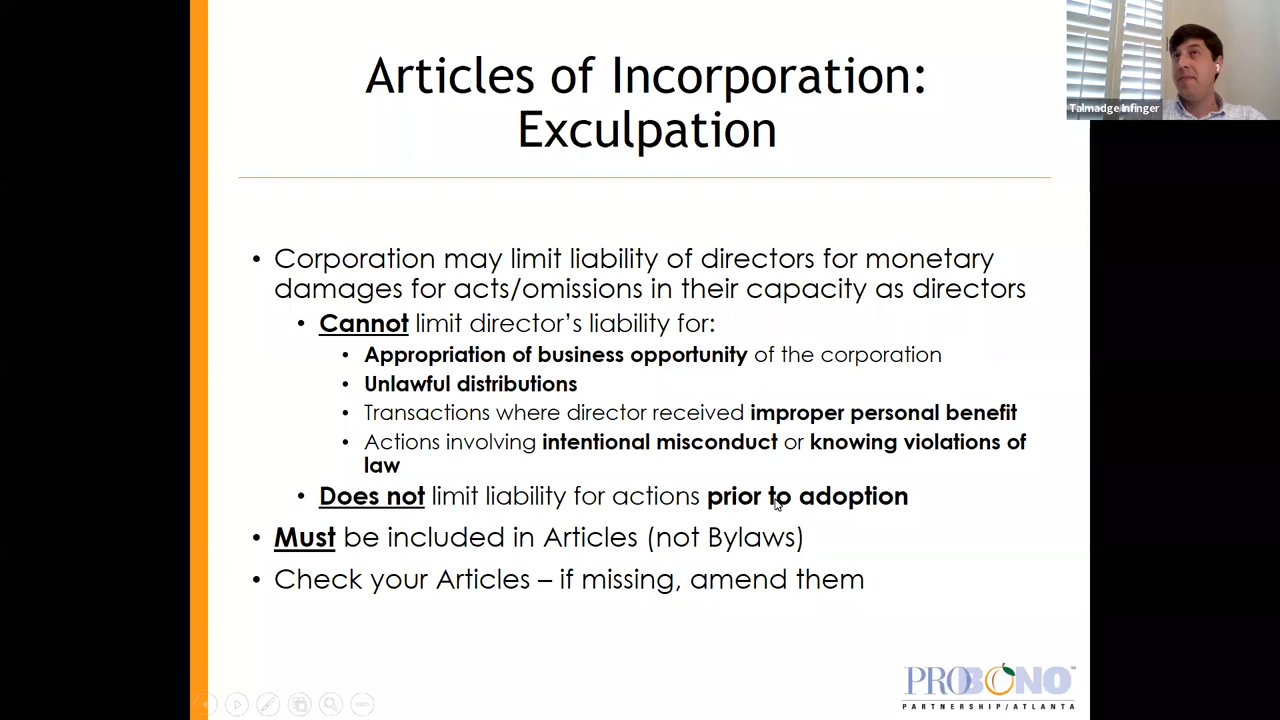 Articles of Incorporation:
Exculpation
Talmadge Infinger
• Corporation may limit liability of directors for monetary
damages for acts/omissions in their capacity as directors
• Cannot limit director's liability for:
• Appropriation of business opportunity of the corporation
• Unlawful distributions
• Transactions where director received improper personal benefit
• Actions involving intentional misconduct or knowing violations of
law
• Does not limit liability for actions prior to adoption
• Must be included in Articles (not Bylaws)
• Check your Articles – if missing, amend them
PROBONO™
PARTNERSHIP/ATLANTA